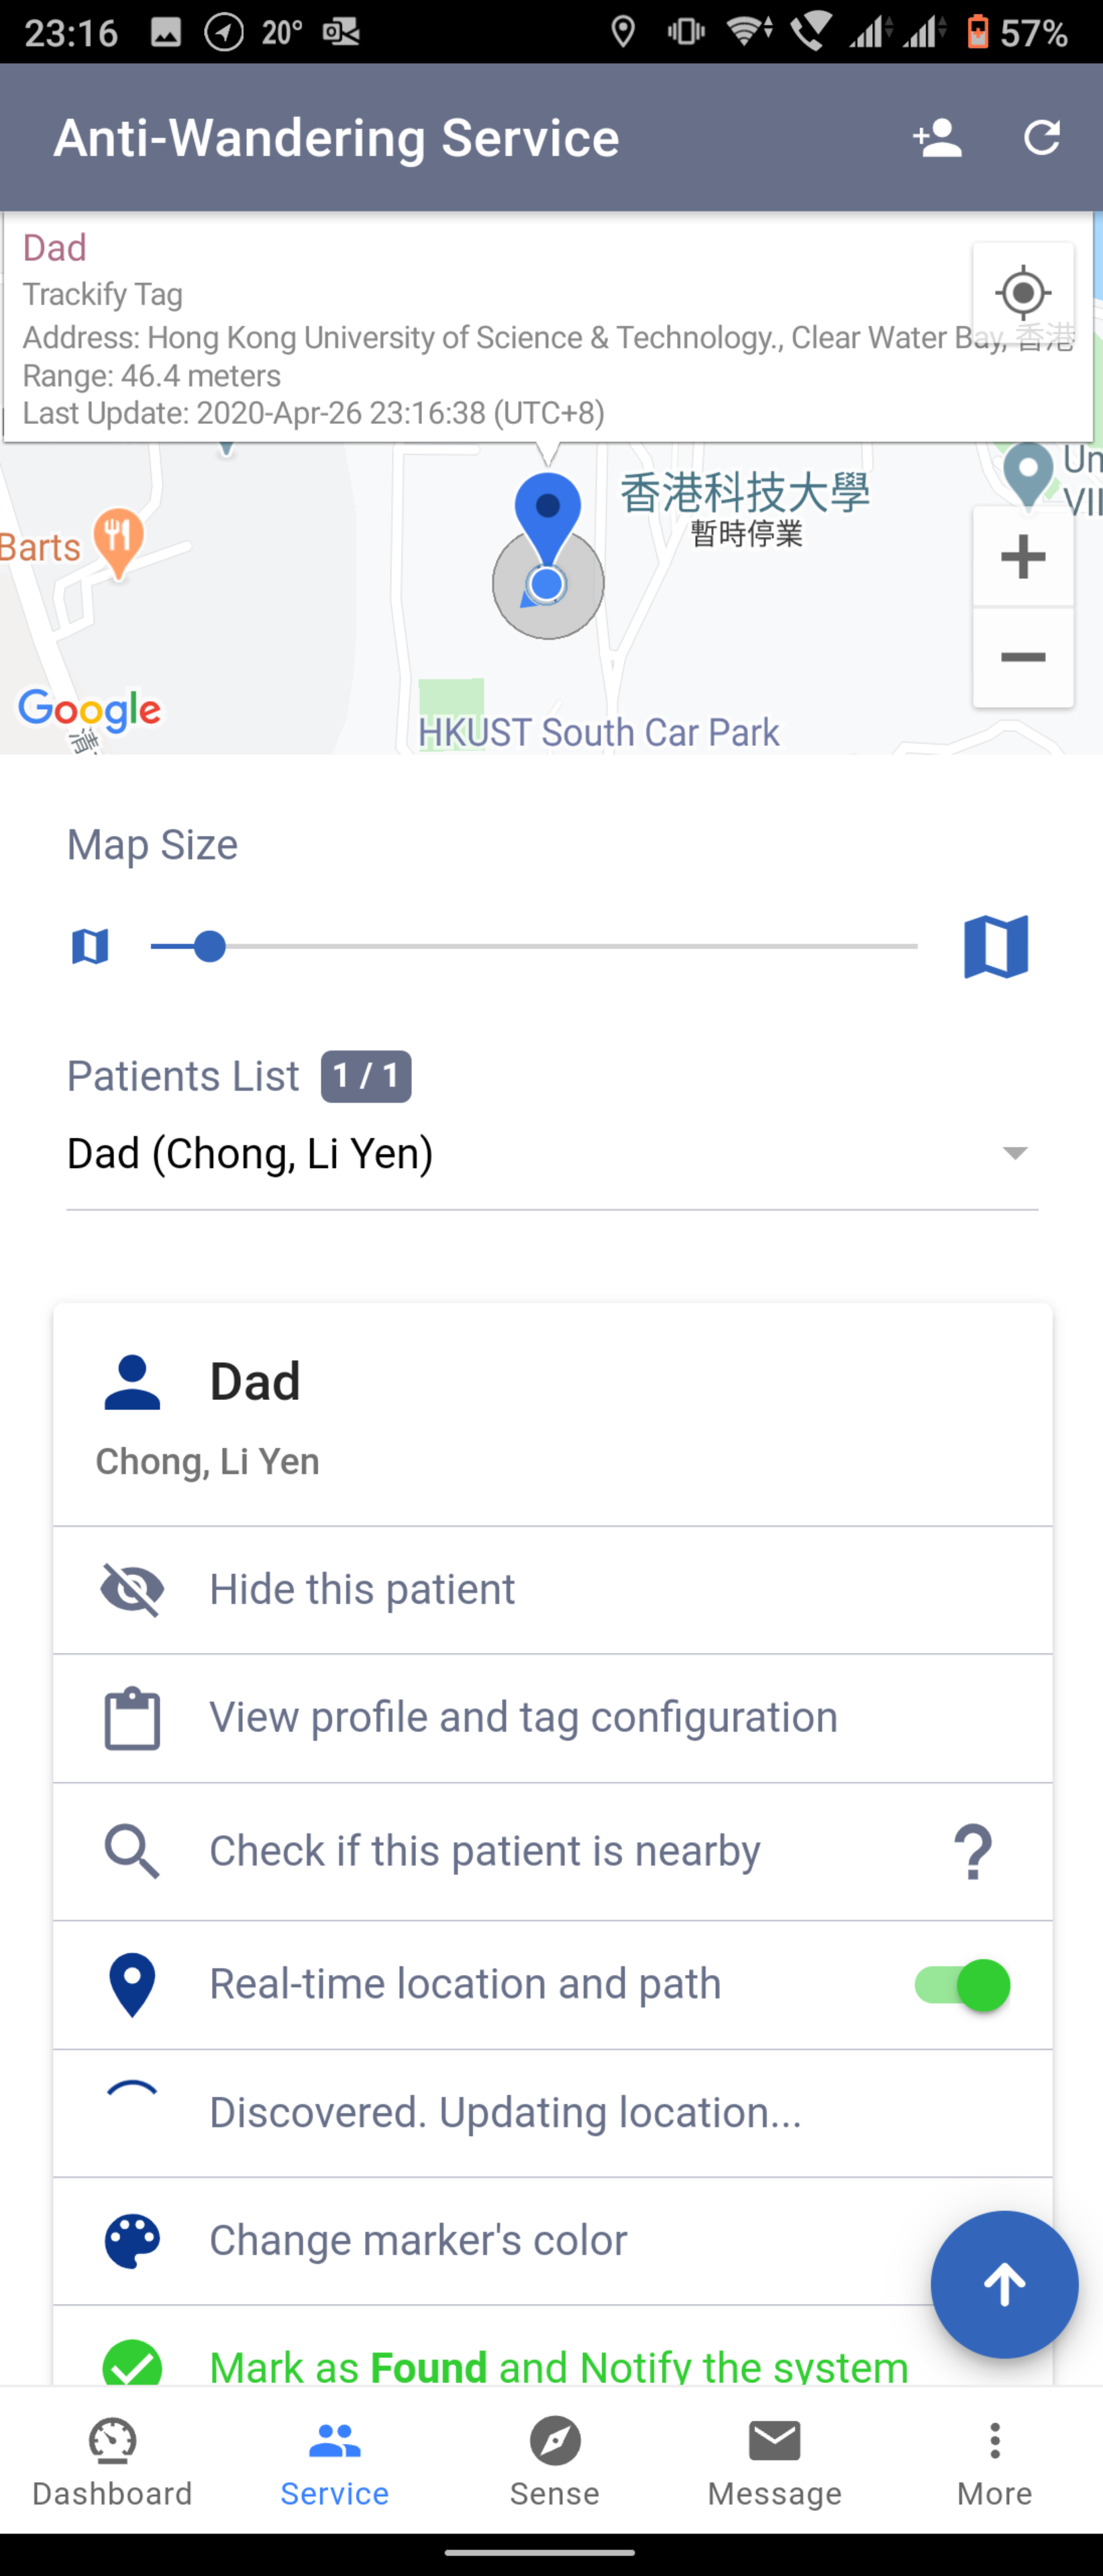 23:16
20°
57%
Anti-Wandering Service
Dad
Trackify Tag
Address: Hong Kong University of Science & Technology., Clear Water Bay, 香港
Range: 46.4 meters
Last Update: 2020-Apr-26 23:16:38 (UTC+8)
香港科技大學
暫時停業
Un
VII
Barts
Google
清
HKUST South Car Park
Map Size
Patients List 1 / 1
Dad (Chong, Li Yen)
Dad
Chong, Li Yen
Hide this patient
View profile and tag configuration
Check if this patient is nearby ?
Real-time location and path
Discovered. Updating location...
Change marker's color
Mark as Found and Notify the system
Dashboard
Service
Sense
Message
More